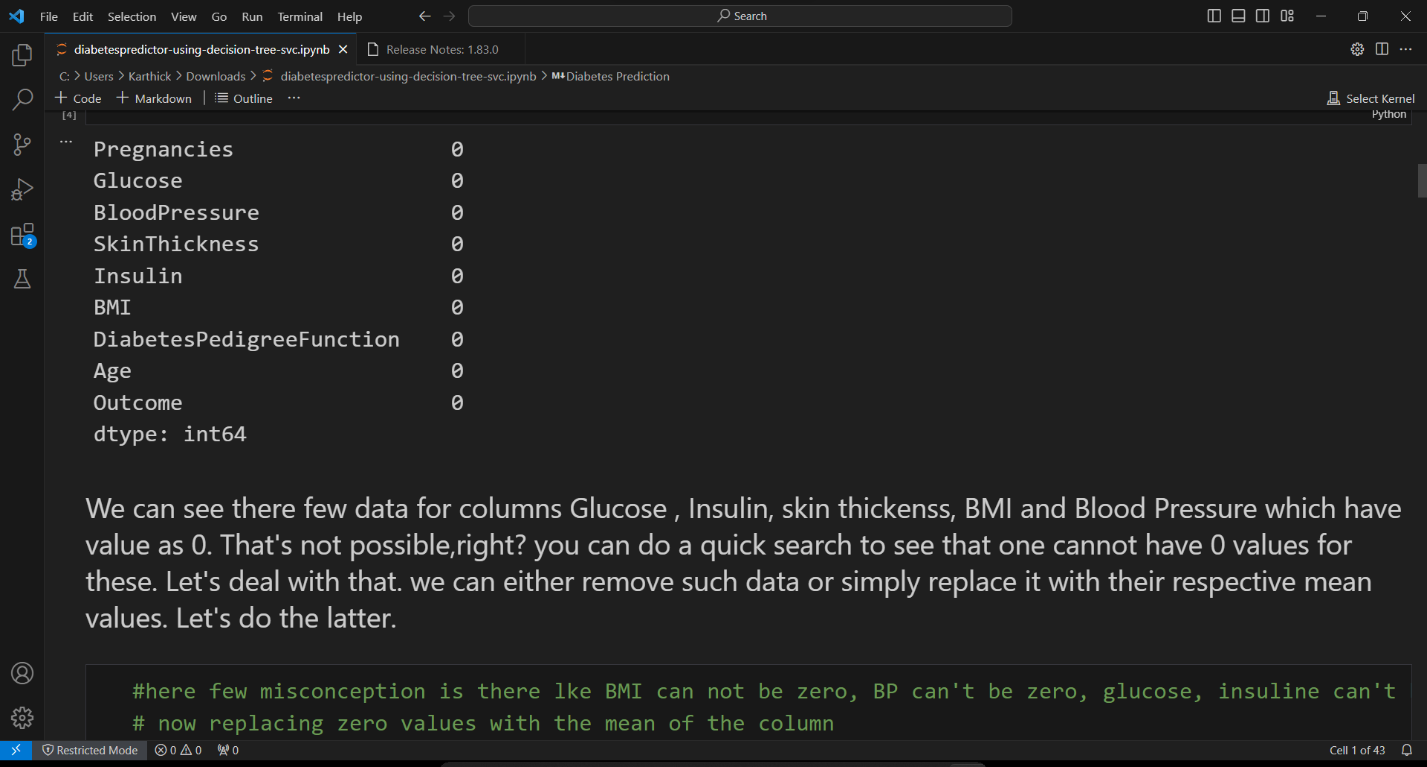 File Edit Selection View Go Run Terminal Help Search
diabetespredictor-using-decision-tree-svc.ipynb Release Notes: 1.83.0
C: > Users > Karthick > Downloads > diabetespredictor-using-decision-tree-svc.ipynb > M↓Diabetes Prediction
+ Code + Markdown | Outline ... Select Kernel
[4] Python
...
Pregnancies 0
Glucose 0
BloodPressure 0
SkinThickness 0
Insulin 0
BMI 0
DiabetesPedigreeFunction 0
Age 0
Outcome 0
dtype: int64
We can see there few data for columns Glucose , Insulin, skin thickenss, BMI and Blood Pressure which have
value as 0. That's not possible,right? you can do a quick search to see that one cannot have 0 values for
these. Let's deal with that. we can either remove such data or simply replace it with their respective mean
values. Let's do the latter.
#here few misconception is there lke BMI can not be zero, BP can't be zero, glucose, insuline can't
# now replacing zero values with the mean of the column
2
Restricted Mode 0 0 0 Cell 1 of 43